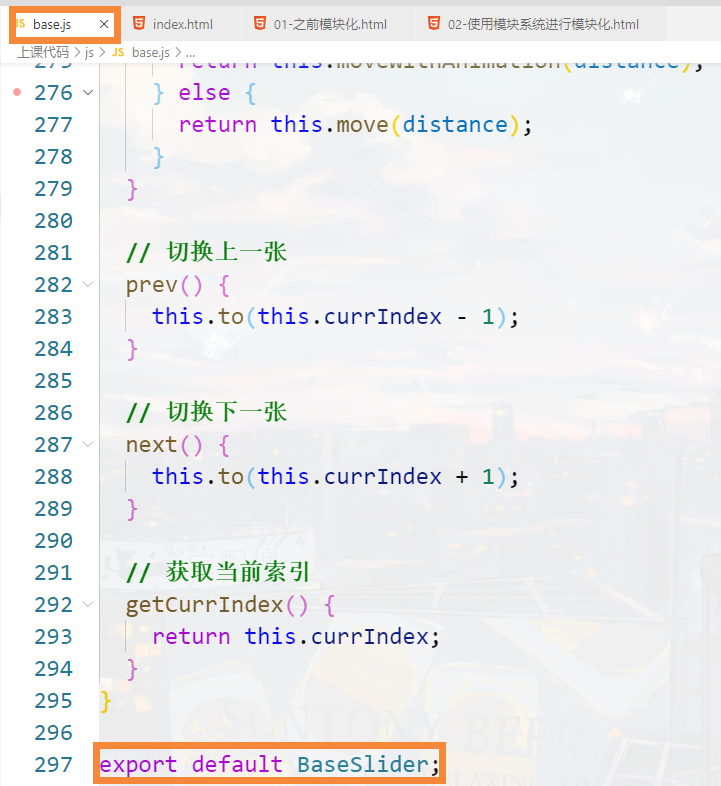 JS base.js × index.html 01-之前模块化.html 02-使用模块系统进行模块化.html
上课代码 > js > JS base.js > ...
275 return this.moveWithAnimation(distance);
276 } else {
277 return this.move(distance);
278 }
279 }
280
281 // 切换上一张
282 prev() {
283 this.to(this.currIndex - 1);
284 }
285
286 // 切换下一张
287 next() {
288 this.to(this.currIndex + 1);
289 }
290
291 // 获取当前索引
292 getCurrIndex() {
293 return this.currIndex;
294 }
295 }
296
297 export default BaseSlider;